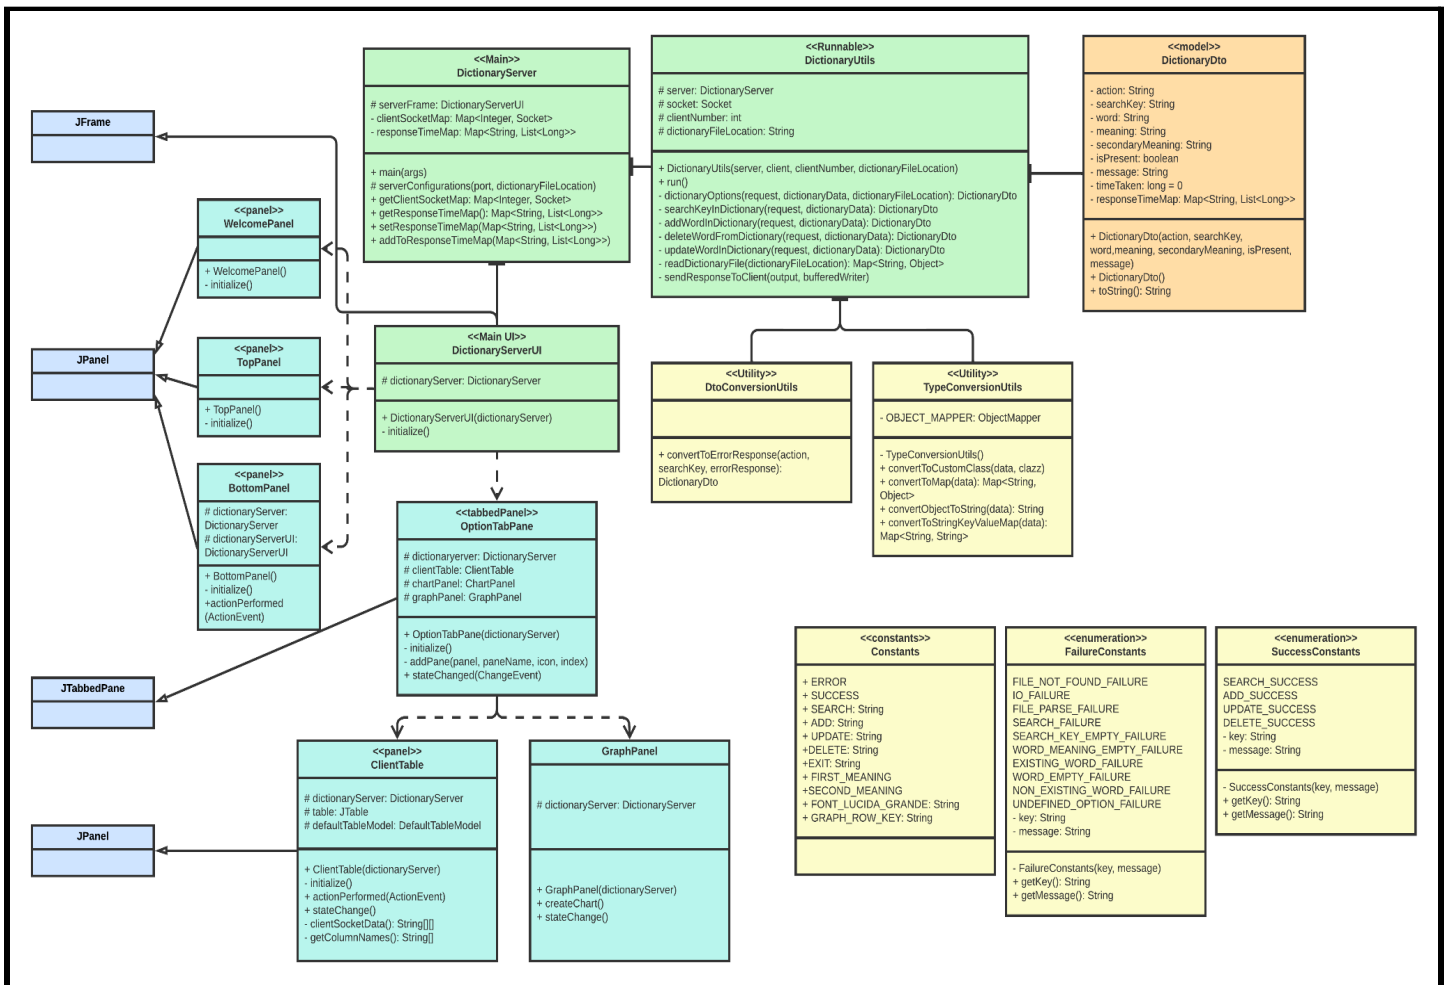 <<Main>>
DictionaryServer
# serverFrame: DictionaryServerUI
- clientSocketMap: Map<Integer, Socket>
- responseTimeMap: Map<String, List<Long>>
+ main(args)
# serverConfigurations(port, dictionaryFileLocation)
+ getClientSocketMap: Map<Integer, Socket>
+ getResponseTimeMap(): Map<String, List<Long>>
+ setResponseTimeMap(Map<String, List<Long>>)
+ addToResponseTimeMap(Map<String, List<Long>>)
<<Runnable>>
DictionaryUtils
# server: DictionaryServer
# socket: Socket
# clientNumber: int
# dictionaryFileLocation: String
+ DictionaryUtils(server, client, clientNumber, dictionaryFileLocation)
+ run()
- dictionaryOptions(request, dictionaryData, dictionaryFileLocation): DictionaryDto
- searchKeyInDictionary(request, dictionaryData): DictionaryDto
- addWordInDictionary(request, dictionaryData): DictionaryDto
- deleteWordFromDictionary(request, dictionaryData): DictionaryDto
- updateWordInDictionary(request, dictionaryData): DictionaryDto
- readDictionaryFile(dictionaryFileLocation): Map<String, Object>
- sendResponseToClient(output, bufferedWriter)
<<model>>
DictionaryDto
- action: String
- searchKey: String
- word: String
- meaning: String
- secondaryMeaning: String
- isPresent: boolean
- message: String
- timeTaken: long = 0
- responseTimeMap: Map<String, List<Long>>
+ DictionaryDto(action, searchKey,
word,meaning, secondaryMeaning, isPresent,
message)
+ DictionaryDto()
+ toString(): String
JFrame
<<panel>>
WelcomePanel
+ WelcomePanel()
- initialize()
JPanel
<<panel>>
TopPanel
+ TopPanel()
- initialize()
<<Main UI>>
DictionaryServerUI
# dictionaryServer: DictionaryServer
+ DictionaryServerUI(dictionaryServer)
- initialize()
<<Utility>>
DtoConversionUtils
+ convertToErrorResponse(action,
searchKey, errorResponse):
DictionaryDto
<<Utility>>
TypeConversionUtils
- OBJECT_MAPPER: ObjectMapper
- TypeConversionUtils()
+ convertToCustomClass(data, clazz)
+ convertToMap(data): Map<String,
Object>
+ convertObjectToString(data): String
+ convertToStringKeyValueMap(data):
Map<String, String>
<<panel>>
BottomPanel
# dictionaryServer:
DictionaryServer
# dictionaryServerUI:
DictionaryServerUI
+ BottomPanel()
- initialize()
+actionPerformed
(ActionEvent)
<<tabbedPanel>>
OptionTabPane
# dictionaryerver: DictionaryServer
# clientTable: ClientTable
# chartPanel: ChartPanel
# graphPanel: GraphPanel
+ OptionTabPane(dictionaryServer)
- initialize()
- addPane(panel, paneName, icon, index)
+ stateChanged(ChangeEvent)
JTabbedPane
<<panel>>
ClientTable
# dictionaryServer: DictionaryServer
# table: JTable
# defaultTableModel: DefaultTableModel
+ ClientTable(dictionaryServer)
- initialize()
+ actionPerformed(ActionEvent)
+ stateChange()
- clientSocketData(): String[][]
- getColumnNames(): String[]
JPanel
GraphPanel
# dictionaryServer: DictionaryServer
+ GraphPanel(dictionaryServer)
+ createChart()
+ stateChange()
<<constants>>
Constants
+ ERROR
+ SUCCESS
+ SEARCH: String
+ ADD: String
+ UPDATE: String
+DELETE: String
+EXIT: String
+ FIRST_MEANING
+SECOND_MEANING
+ FONT_LUCIDA_GRANDE: String
+ GRAPH_ROW_KEY: String
<<enumeration>>
FailureConstants
FILE_NOT_FOUND_FAILURE
IO_FAILURE
FILE_PARSE_FAILURE
SEARCH_FAILURE
SEARCH_KEY_EMPTY_FAILURE
WORD_MEANING_EMPTY_FAILURE
EXISTING_WORD_FAILURE
WORD_EMPTY_FAILURE
NON_EXISTING_WORD_FAILURE
UNDEFINED_OPTION_FAILURE
- key: String
- message: String
- FailureConstants(key, message)
+ getKey(): String
+ getMessage(): String
<<enumeration>>
SuccessConstants
SEARCH_SUCCESS
ADD_SUCCESS
UPDATE_SUCCESS
DELETE_SUCCESS
- key: String
- message: String
- SuccessConstants(key, message)
+ getKey(): String
+ getMessage(): String